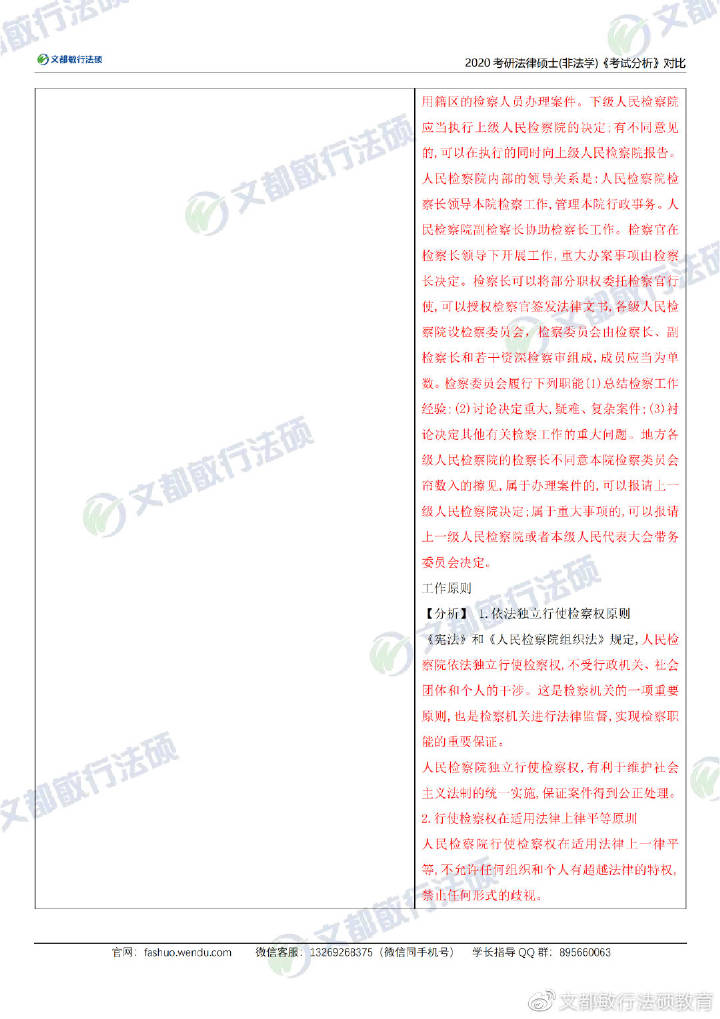 文都敏行法硕
2020 考研法律硕士(非法学)《考试分析》对比
用籍区的检察人员办理案件。下级人民检察院
应当执行上级人民检察院的决定;有不同意见
的,可以在执行的同时向上级人民检察院报告。
人民检察院内部的领导关系是:人民检察院检
察长领导本院检察工作,管理本院行政事务。人
民检察院副检察长协助检察长工作。检察官在
检察长领导下开展工作,重大办案事项由检察
长决定。检察长可以将部分职权委托检察官行
使,可以授权检察官签发法律文书,各级人民检
察院设检察委员会，检察委员会由检察长、副
检察长和若干资深检察审组成,成员应当为单
数。检察委员会履行下列职能(1)总结检察工作
经验;(2)讨论决定重大,疑难、复杂案件;(3)衬
论决定其他有关检察工作的重大问题。地方各
级人民检察院的检察长不同意本院检察类员会
亩数入的擦见,属于办理案件的,可以报请上一
级人民检察院决定;属于重大事项的,可以报请
上一级人民检察院或者本级人民代表大会带务
委员会决定。
工作原则
【分析】 1.依法独立行使检察权原则
《宪法》和《人民检察院组织法》规定,人民检
察院依法独立行使检察权,不受行政机关、社会
团体和个人的干涉。这是检察机关的一项重要
原则,也是检察机关进行法律监督,实现检察职
能的重要保证。
人民检察院独立行使检察权,有利于维护社会
主义法制的统一实施,保证案件得到公正处理。
2.行使检察权在适用法律上律平等原圳
人民检察院行使检察权在适用法律上一律平
等,不允许任何组织和个人有超越法律的特权,
禁止任何形式的歧视。
官网：fashuo.wendu.com 微信客服：13269268375（微信同手机号） 学长指导 QQ 群：895660063
@文都敏行法硕教育